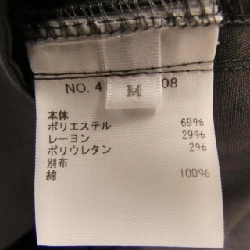 NO. 4 08
M
本体
ポリエステル 69%
レーヨン 29%
ポリウレタン 2%
別布
綿 100%